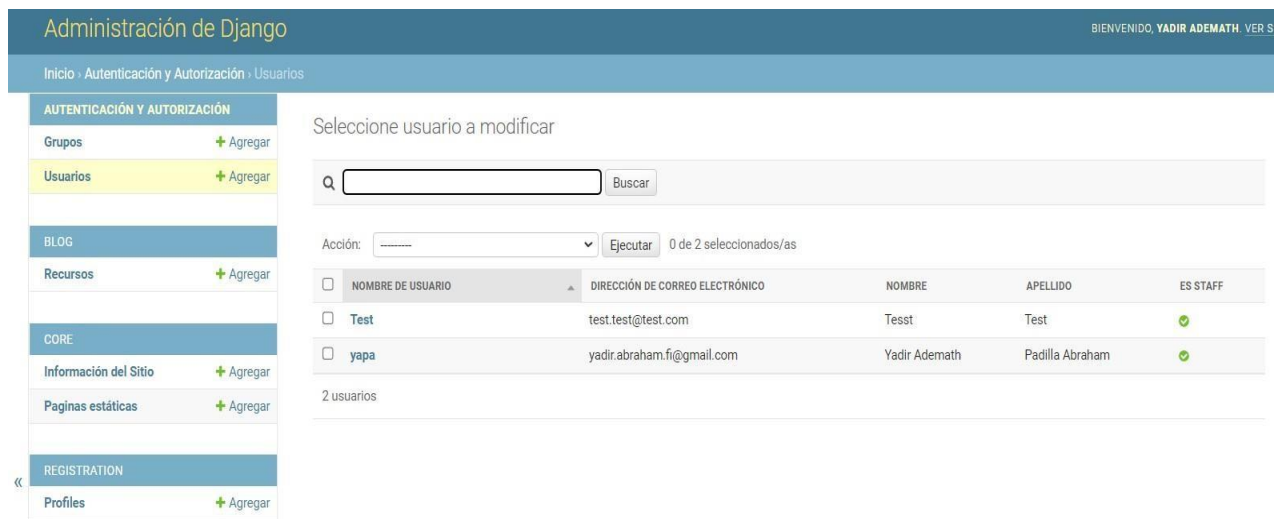 Administración de Django
BIENVENIDO, YADIR ADEMATH. VER S
Inicio › Autenticación y Autorización › Usuarios
AUTENTICACIÓN Y AUTORIZACIÓN
Grupos + Agregar
Usuarios + Agregar
BLOG
Recursos + Agregar
CORE
Información del Sitio + Agregar
Paginas estáticas + Agregar
REGISTRATION
«
Profiles + Agregar
Seleccione usuario a modificar
Buscar
Acción: --------- Ejecutar 0 de 2 seleccionados/as
NOMBRE DE USUARIO DIRECCIÓN DE CORREO ELECTRÓNICO NOMBRE APELLIDO ES STAFF
Test test.test@test.com Tesst Test
yapa yadir.abraham.fi@gmail.com Yadir Ademath Padilla Abraham
2 usuarios